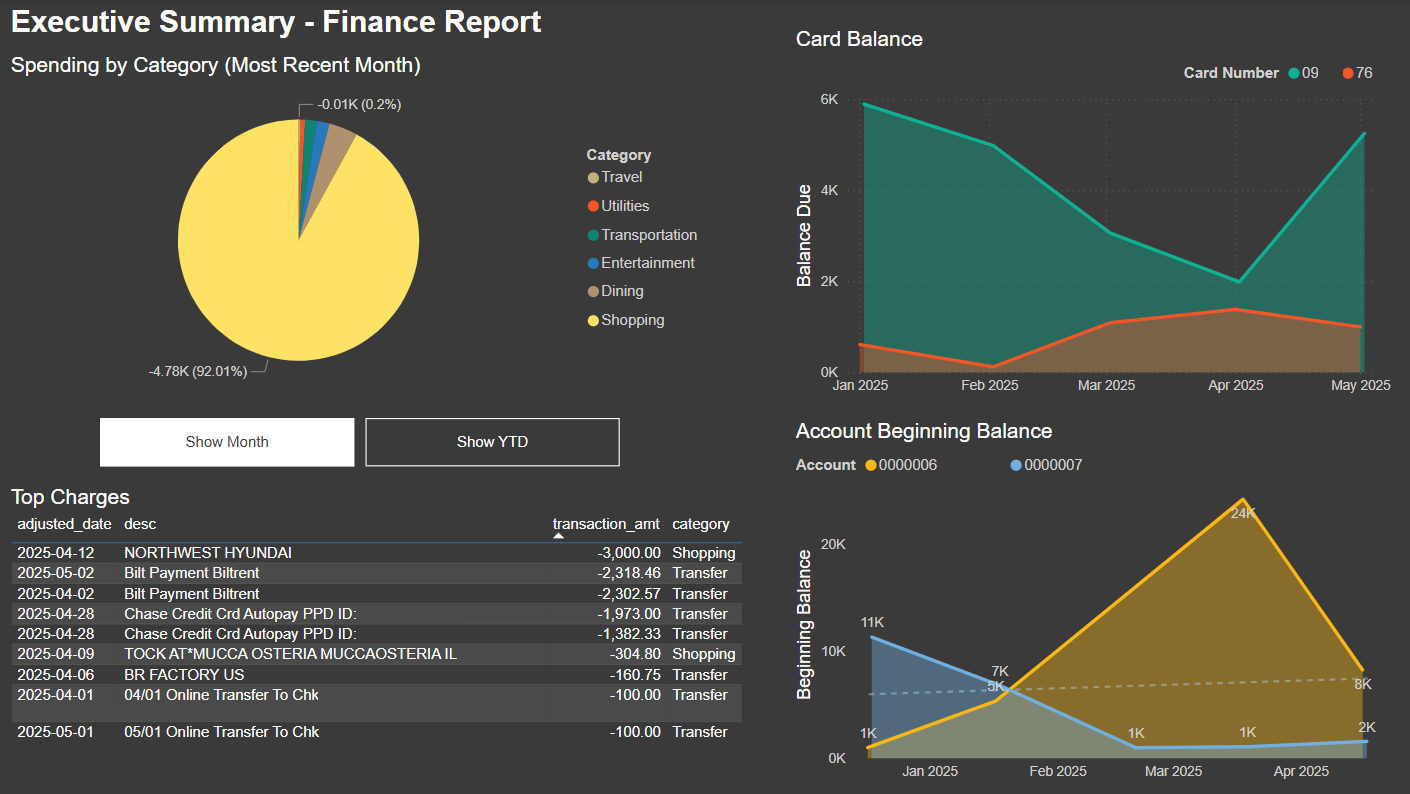 Executive Summary - Finance Report
Spending by Category (Most Recent Month)
-0.01K (0.2%)
-4.78K (92.01%)
Category
Travel
Utilities
Transportation
Entertainment
Dining
Shopping
Show Month
Show YTD
Top Charges
adjusted_date desc transaction_amt category
2025-04-12 NORTHWEST HYUNDAI -3,000.00 Shopping
2025-05-02 Bilt Payment Biltrent -2,318.46 Transfer
2025-04-02 Bilt Payment Biltrent -2,302.57 Transfer
2025-04-28 Chase Credit Crd Autopay PPD ID: -1,973.00 Transfer
2025-04-28 Chase Credit Crd Autopay PPD ID: -1,382.33 Transfer
2025-04-09 TOCK AT*MUCCA OSTERIA MUCCAOSTERIA IL -304.80 Shopping
2025-04-06 BR FACTORY US -160.75 Transfer
2025-04-01 04/01 Online Transfer To Chk -100.00 Transfer
2025-05-01 05/01 Online Transfer To Chk -100.00 Transfer
Card Balance
Card Number 09 76
Balance Due
6K
4K
2K
0K
Jan 2025 Feb 2025 Mar 2025 Apr 2025 May 2025
Account Beginning Balance
Account 0000006 0000007
Beginning Balance
20K
10K
0K
24K
11K
7K
5K
8K
1K
1K
1K
2K
Jan 2025 Feb 2025 Mar 2025 Apr 2025